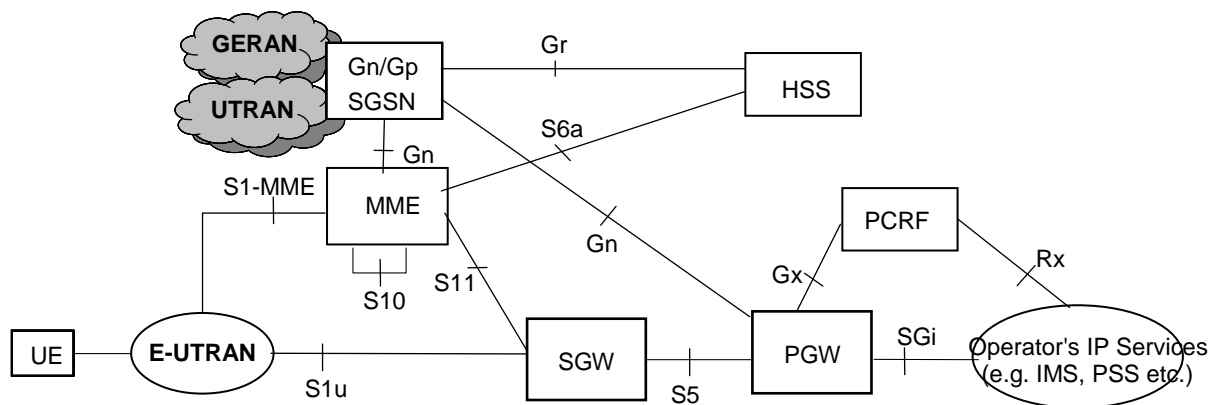 GERAN
Gr
Gn/Gp
SGSN
HSS
UTRAN
S6a
Gn
S1-MME
MME
PCRF
Gn
Rx
S11
Gx
S10
UE
E-UTRAN
SGW
PGW
SGi
Operator's IP Services
(e.g. IMS, PSS etc.)
S1u
S5